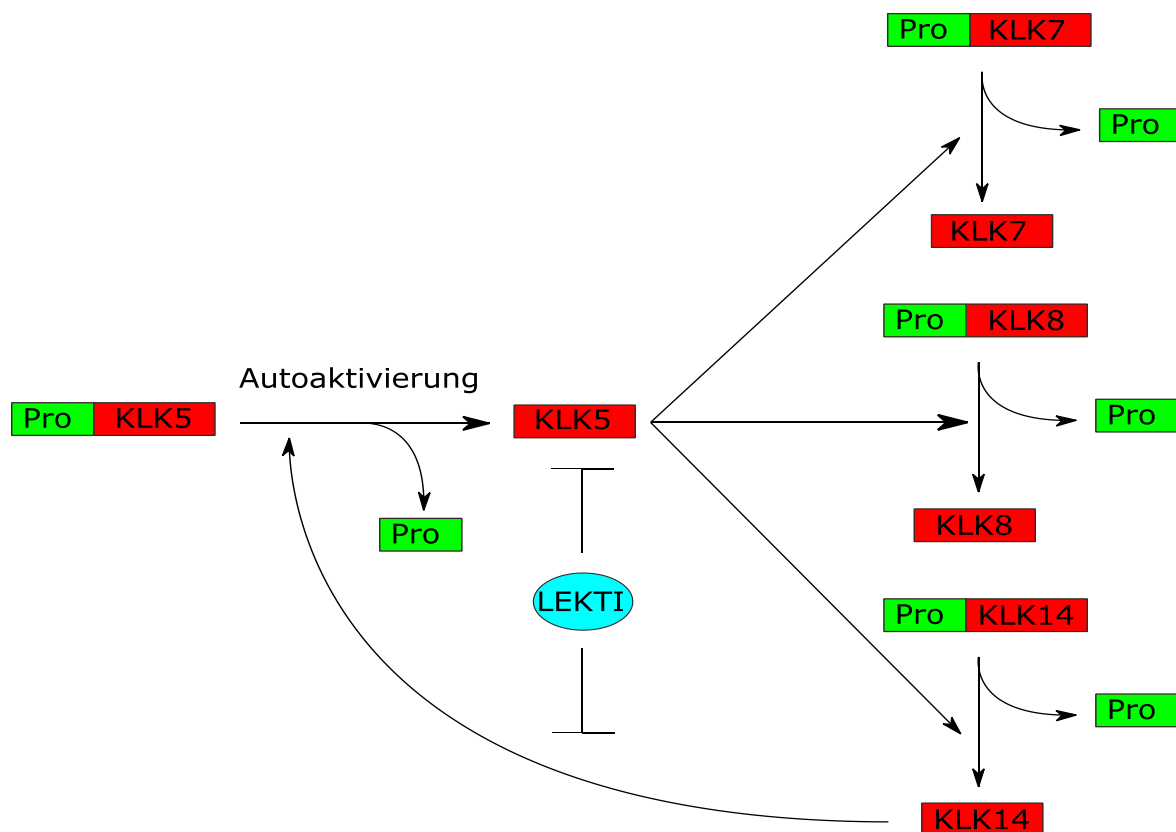 Pro KLK7
Pro
KLK7
Pro KLK8
Autoaktivierung
Pro KLK5
KLK5
Pro
KLK8
Pro
LEKTI
Pro KLK14
Pro
KLK14